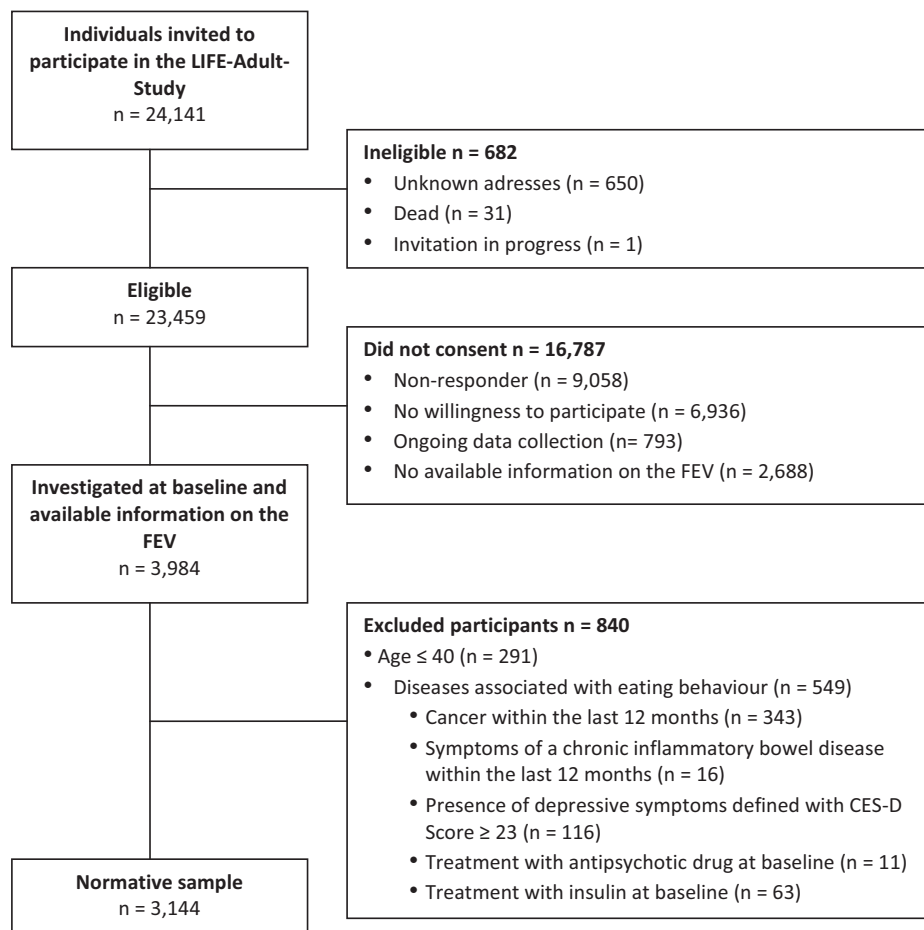 Individuals invited to
participate in the LIFE-Adult-
Study
n = 24,141
Ineligible n = 682
• Unknown adresses (n = 650)
• Dead (n = 31)
• Invitation in progress (n = 1)
Eligible
n = 23,459
Did not consent n = 16,787
• Non-responder (n = 9,058)
• No willingness to participate (n = 6,936)
• Ongoing data collection (n= 793)
• No available information on the FEV (n = 2,688)
Investigated at baseline and
available information on the
FEV
n = 3,984
Excluded participants n = 840
• Age ≤ 40 (n = 291)
• Diseases associated with eating behaviour (n = 549)
• Cancer within the last 12 months (n = 343)
• Symptoms of a chronic inflammatory bowel disease
within the last 12 months (n = 16)
• Presence of depressive symptoms defined with CES-D
Score ≥ 23 (n = 116)
• Treatment with antipsychotic drug at baseline (n = 11)
• Treatment with insulin at baseline (n = 63)
Normative sample
n = 3,144